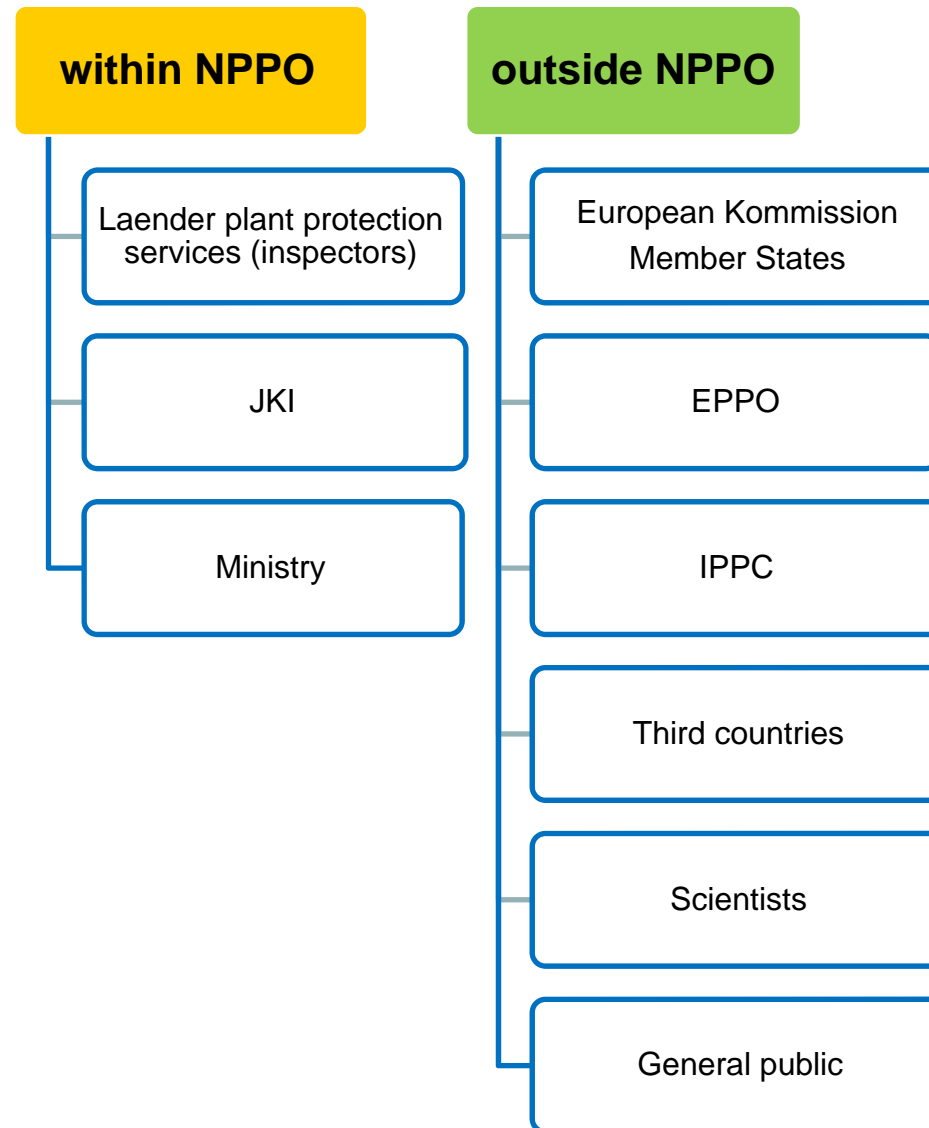 within NPPO
Laender plant protection
services (inspectors)
JKI
Ministry
outside NPPO
European Kommission
Member States
EPPO
IPPC
Third countries
Scientists
General public